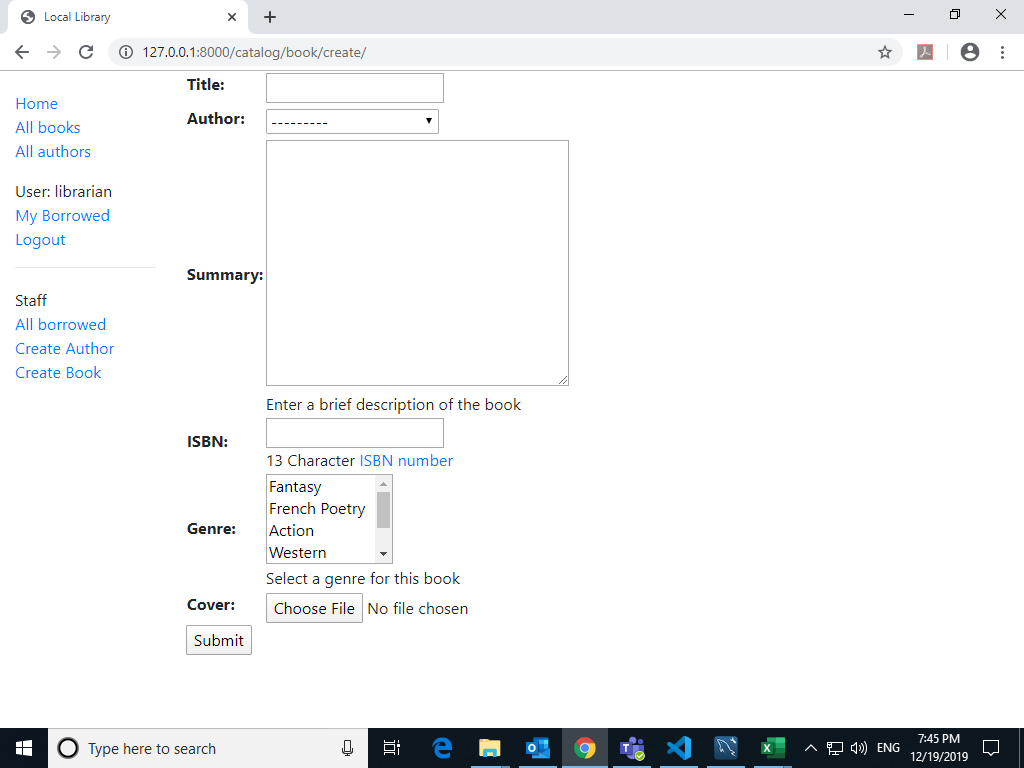 Local Library
127.0.0.1:8000/catalog/book/create/
Home
All books
All authors
User: librarian
My Borrowed
Logout
Staff
All borrowed
Create Author
Create Book
Title:
Author: ---------
Summary:
Enter a brief description of the book
ISBN:
13 Character ISBN number
Genre:
Fantasy
French Poetry
Action
Western
Select a genre for this book
Cover: Choose File No file chosen
Submit
Type here to search
ENG
7:45 PM
12/19/2019